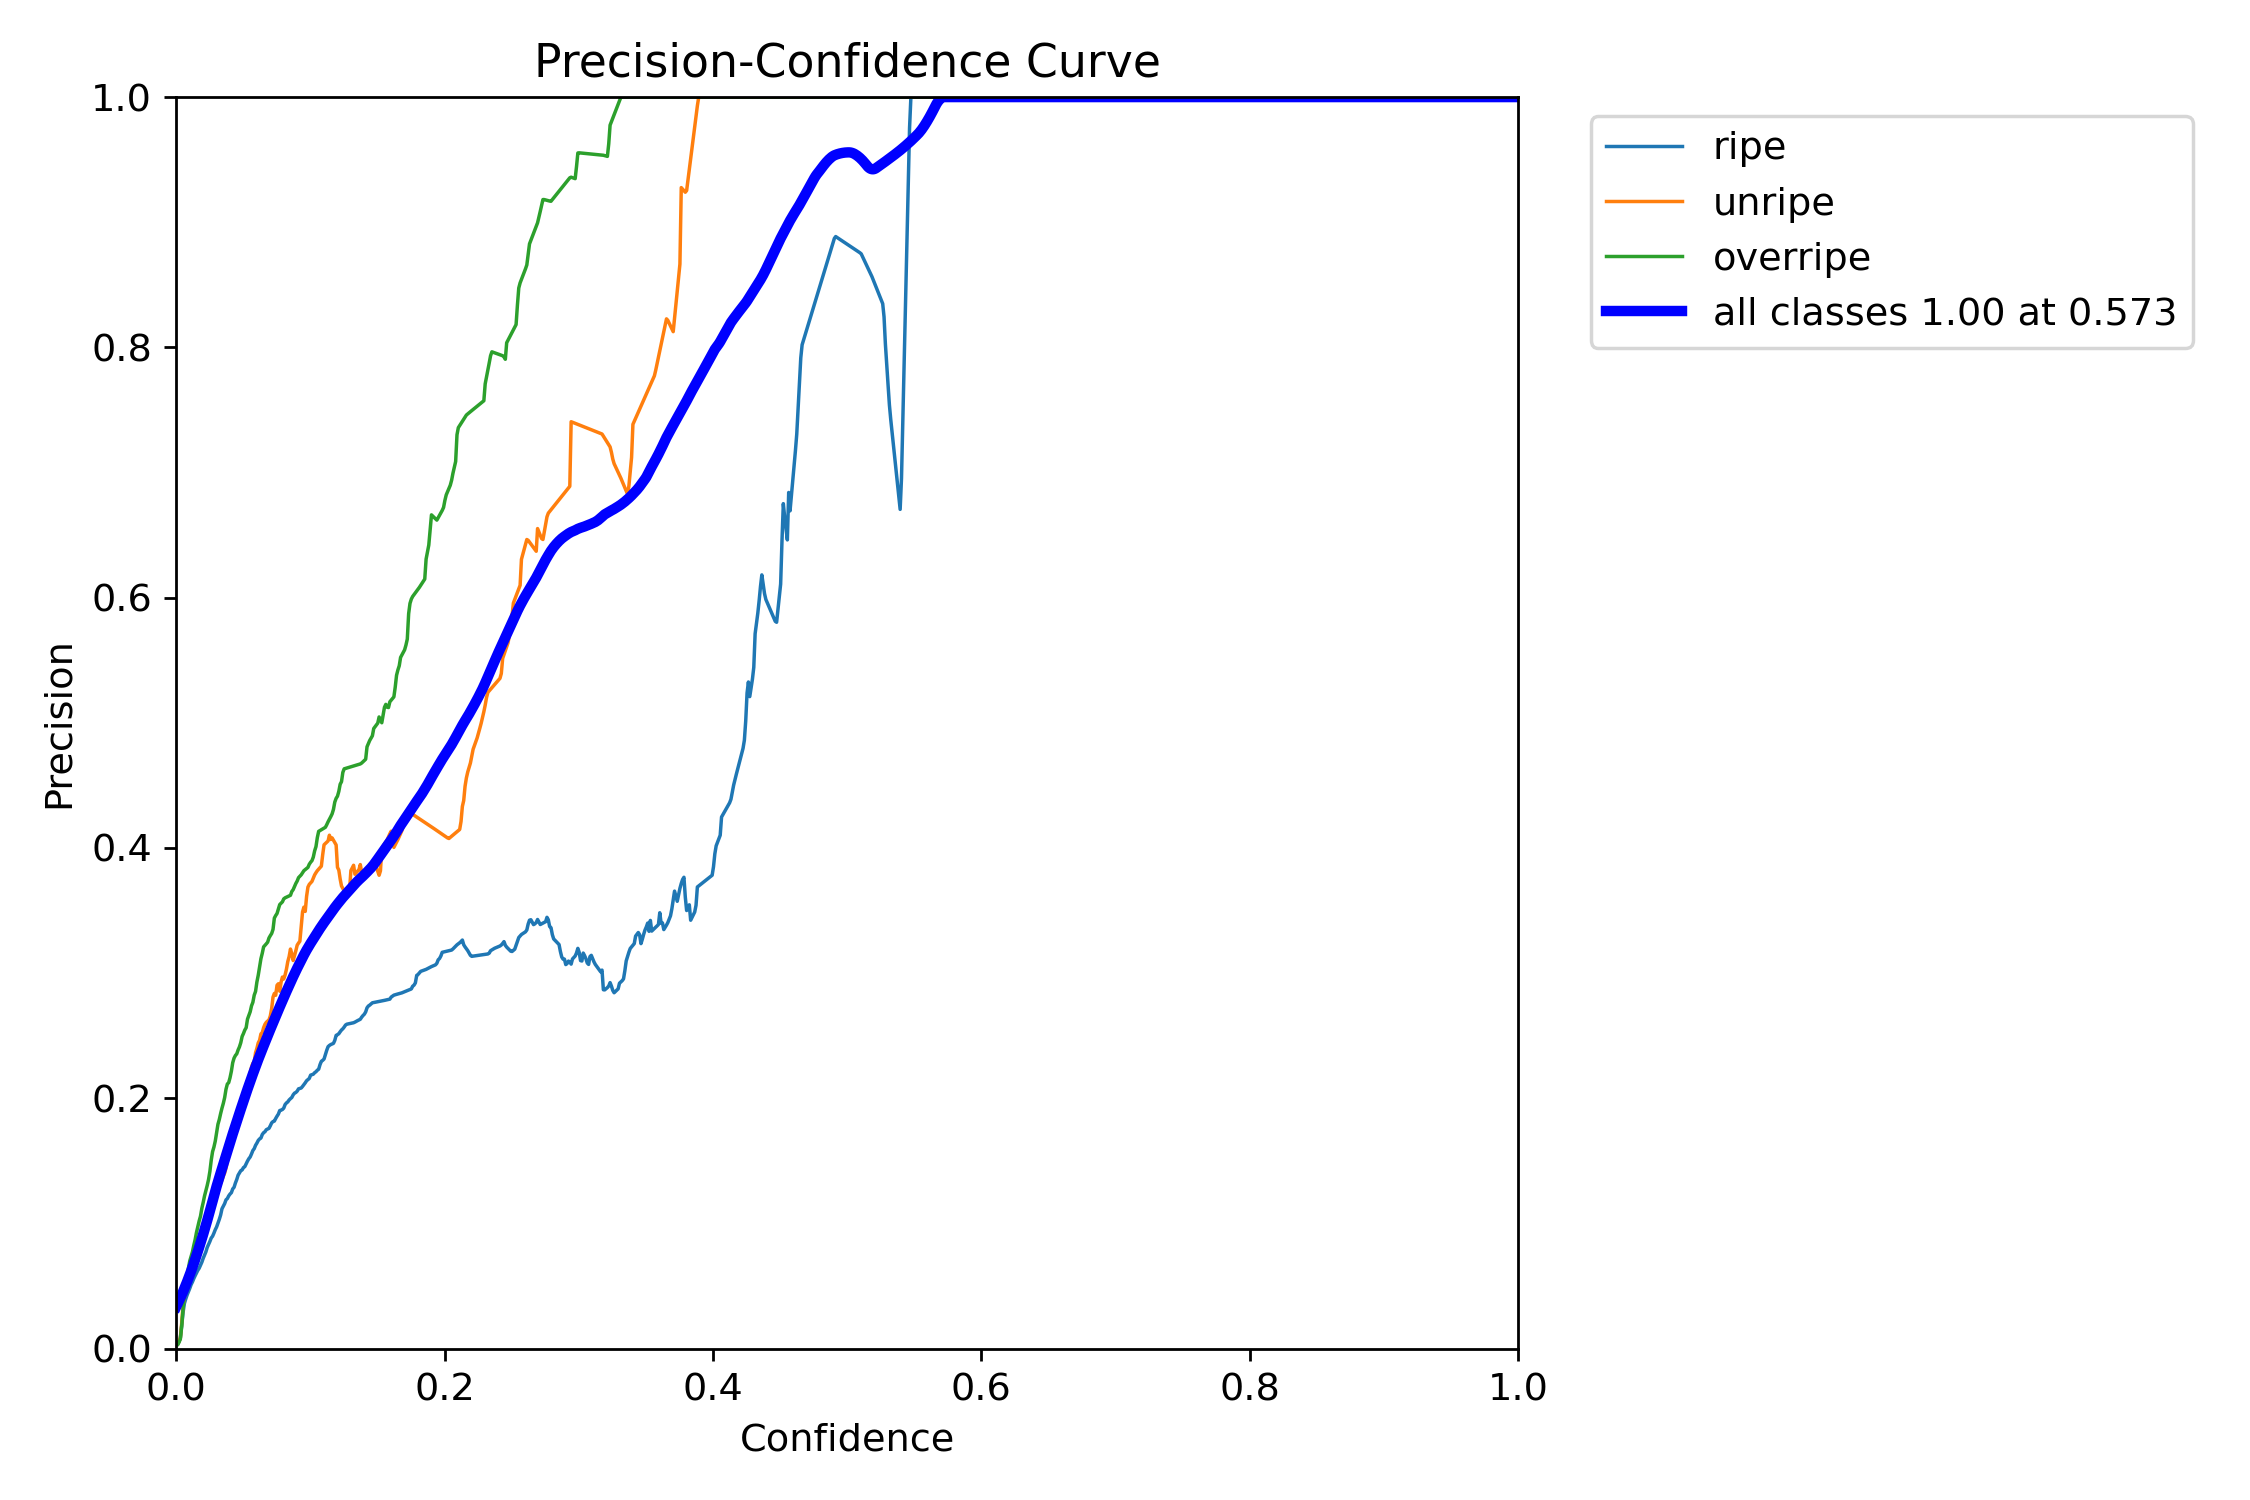 Precision-Confidence Curve
1.0
0.8
0.6
0.4
0.2
0.0
Precision
0.0 0.2 0.4 0.6 0.8 1.0
Confidence
ripe
unripe
overripe
all classes 1.00 at 0.573